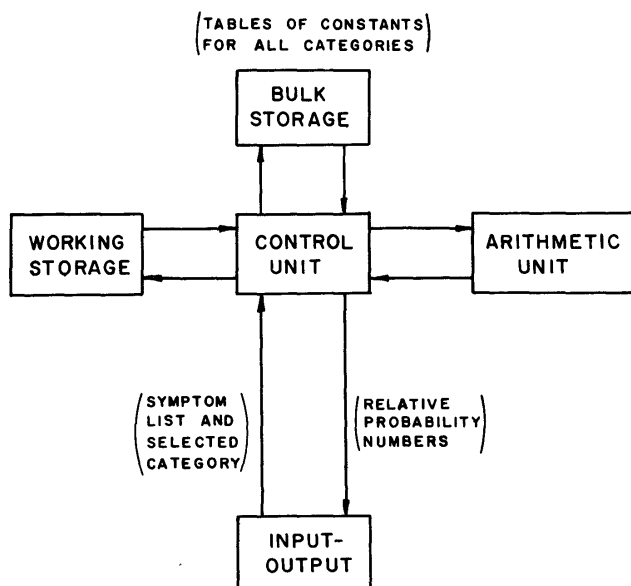 (TABLES OF CONSTANTS
FOR ALL CATEGORIES)
BULK
STORAGE
WORKING
STORAGE
CONTROL
UNIT
ARITHMETIC
UNIT
(SYMPTOM
LIST AND
SELECTED
CATEGORY)
(RELATIVE
PROBABILITY
NUMBERS)
INPUT-
OUTPUT